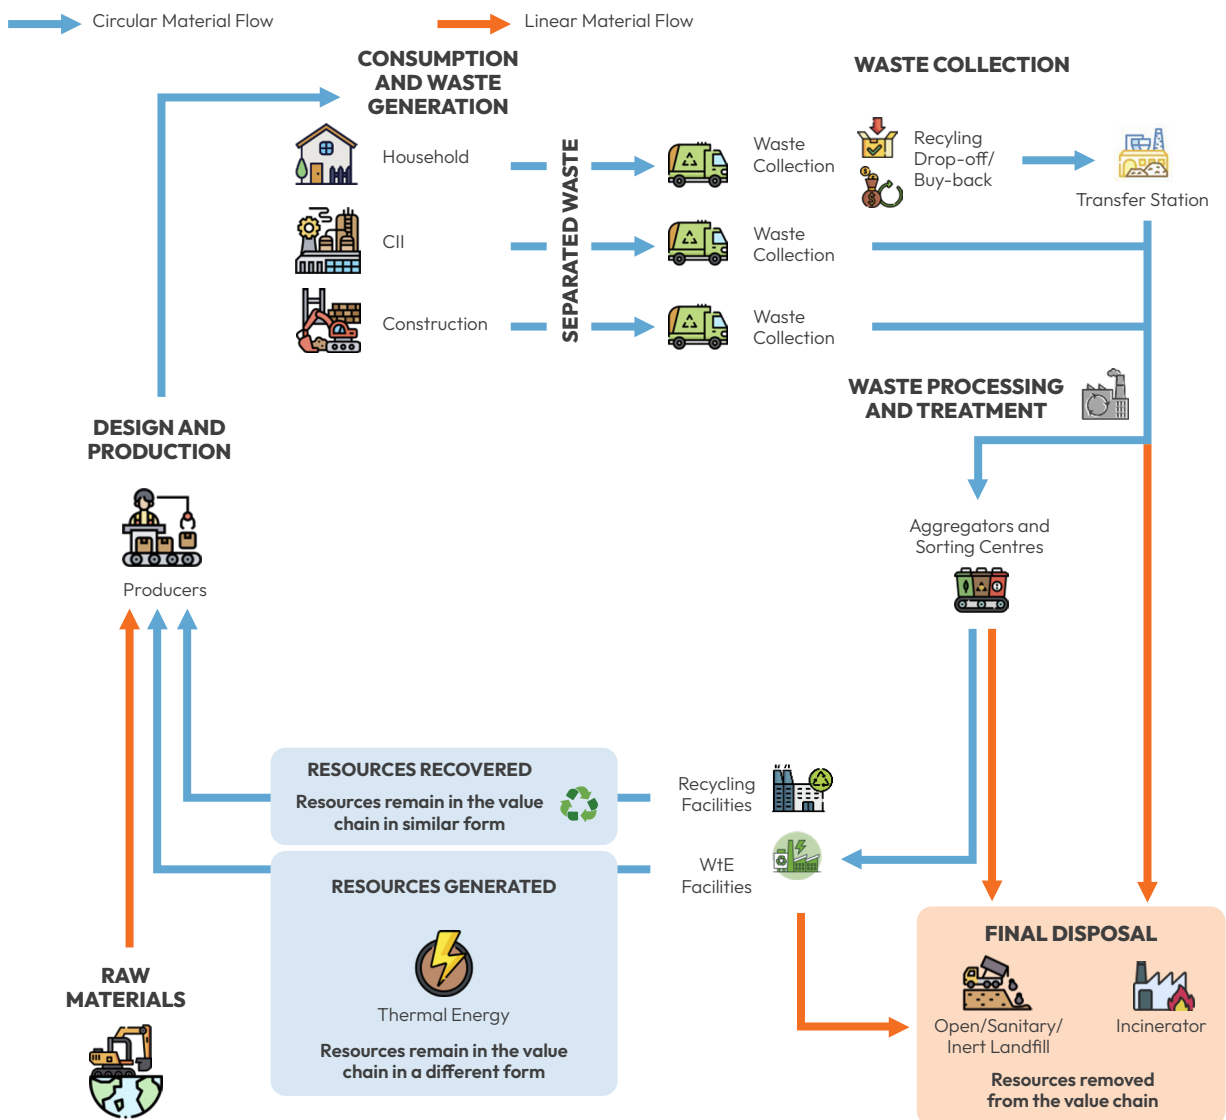 Circular Material Flow
Linear Material Flow
CONSUMPTION
AND WASTE
GENERATION
WASTE COLLECTION
Household
CII
Construction
SEPARATED WASTE
Waste
Collection
Waste
Collection
Waste
Collection
Recyling
Drop-off/
Buy-back
Transfer Station
WASTE PROCESSING
AND TREATMENT
DESIGN AND
PRODUCTION
Producers
Aggregators and
Sorting Centres
RESOURCES RECOVERED
Resources remain in the value
chain in similar form
Recycling
Facilities
WtE
Facilities
RESOURCES GENERATED
Thermal Energy
Resources remain in the value
chain in a different form
RAW
MATERIALS
FINAL DISPOSAL
Open/Sanitary/
Inert Landfill
Incinerator
Resources removed
from the value chain